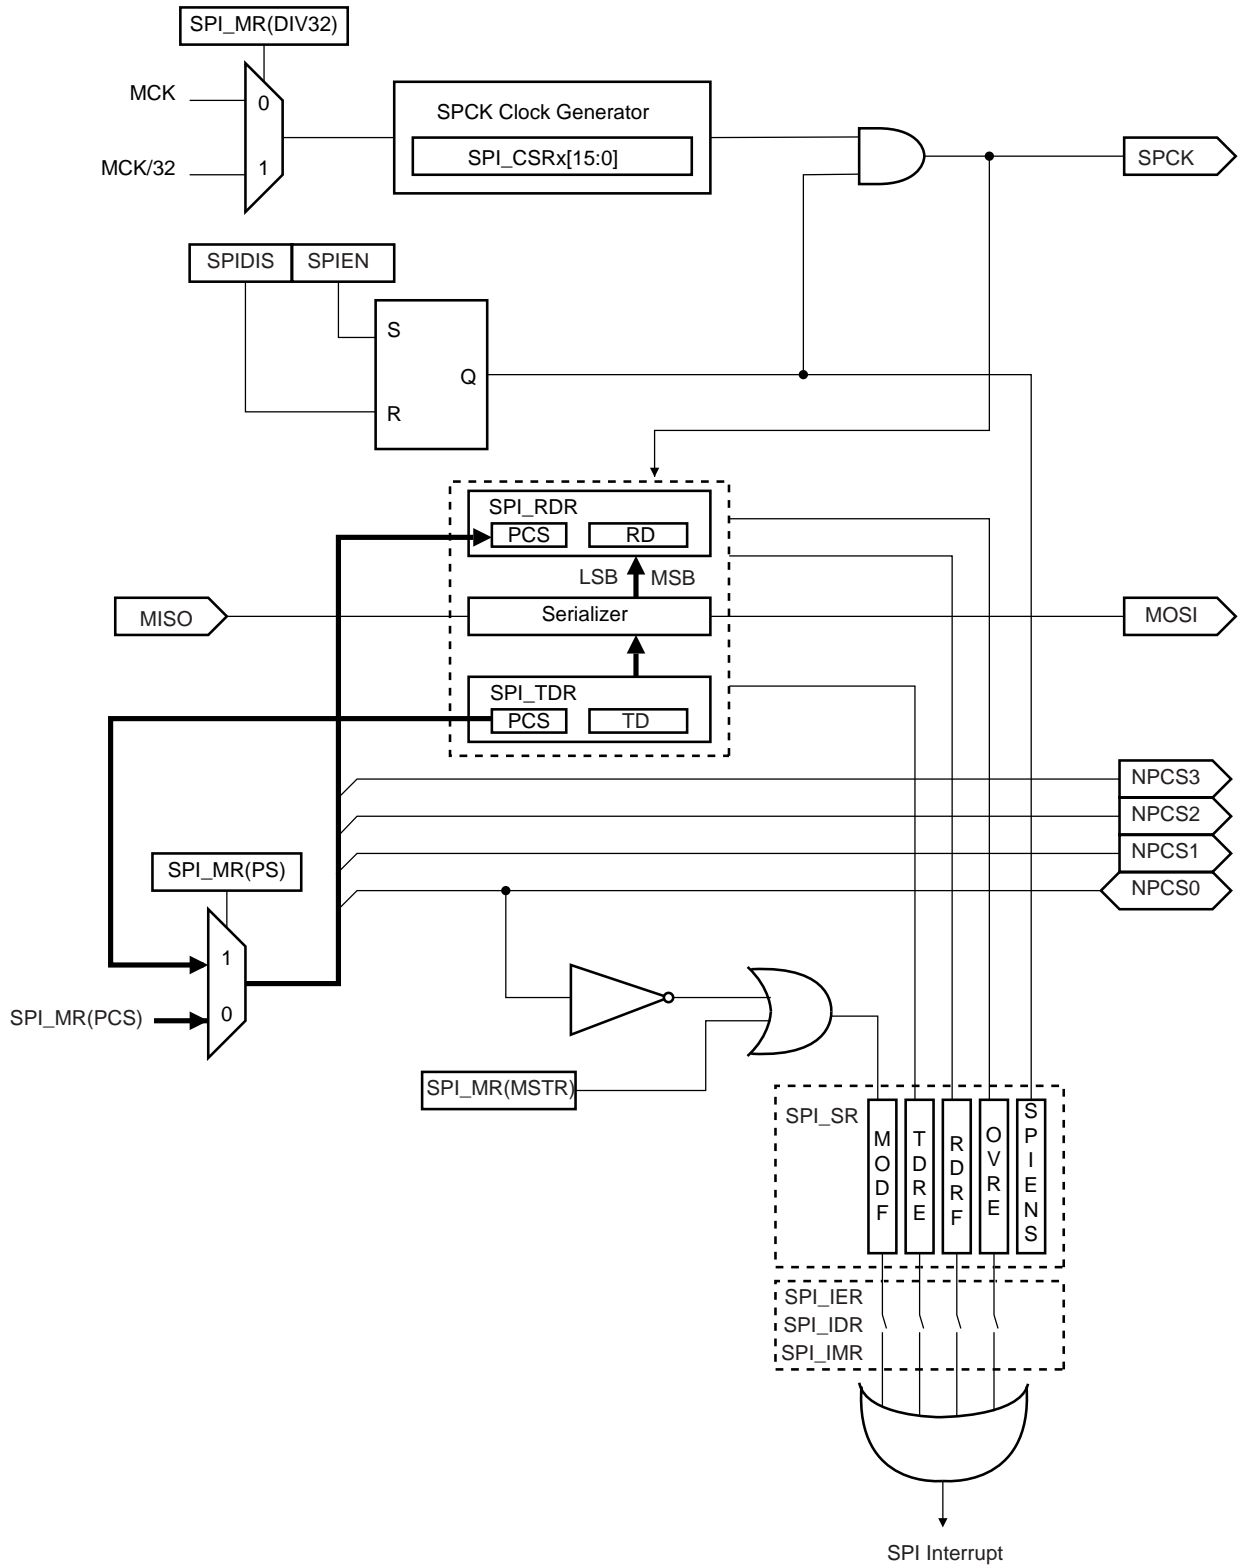 SPI_MR(DIV32)
MCK
0
SPCK Clock Generator
SPI_CSRx[15:0]
SPCK
MCK/32
1
SPIDIS
SPIEN
S
Q
R
SPI_RDR
PCS
RD
LSB
MSB
MISO
Serializer
MOSI
SPI_TDR
PCS
TD
NPCS3
NPCS2
NPCS1
NPCS0
SPI_MR(PS)
1
0
SPI_MR(PCS)
SPI_MR(MSTR)
SPI_SR
MODF
TDRE
RDRF
OVRE
SPIENS
SPI_IER
SPI_IDR
SPI_IMR
SPI Interrupt